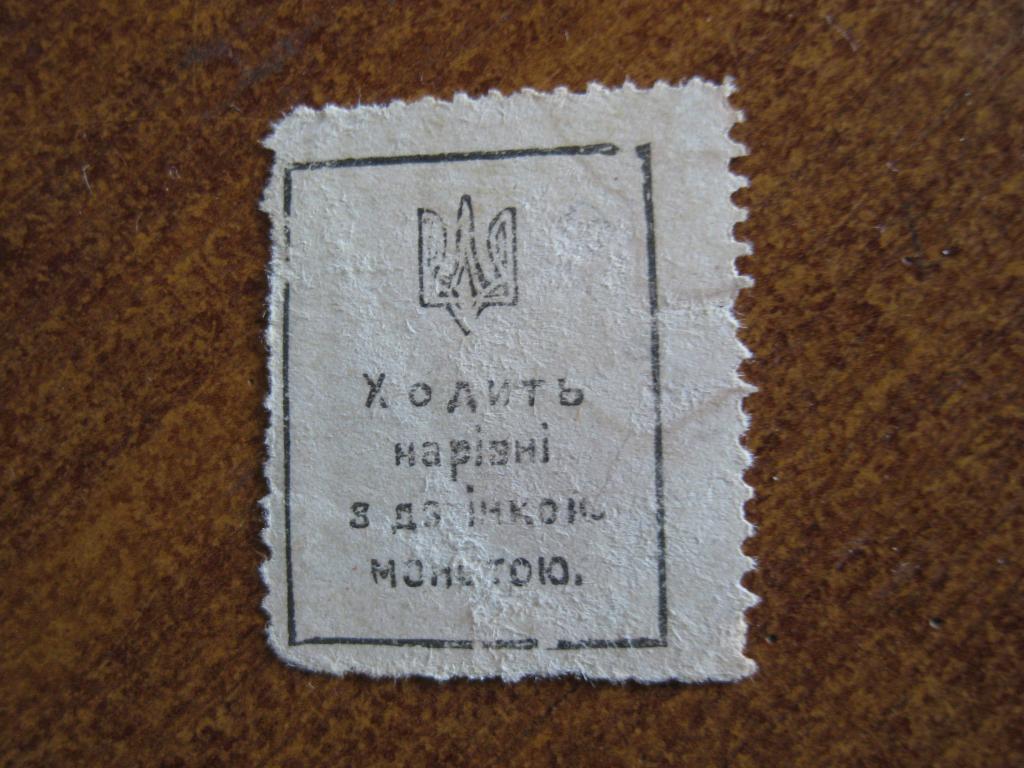 Ходить
нарівні
з дзвінкою
монетою.